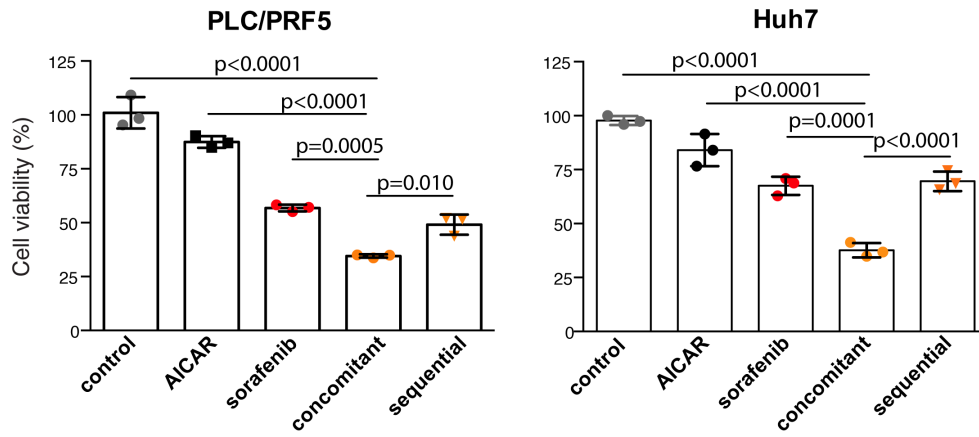 PLC/PRF5
Cell viability (%)
125
100
75
50
25
0
p<0.0001
p<0.0001
p=0.0005
p=0.010
control
AICAR
sorafenib
concomitant
sequential
Huh7
125
100
75
50
25
0
p<0.0001
p<0.0001
p=0.0001
p<0.0001
control
AICAR
sorafenib
concomitant
sequential